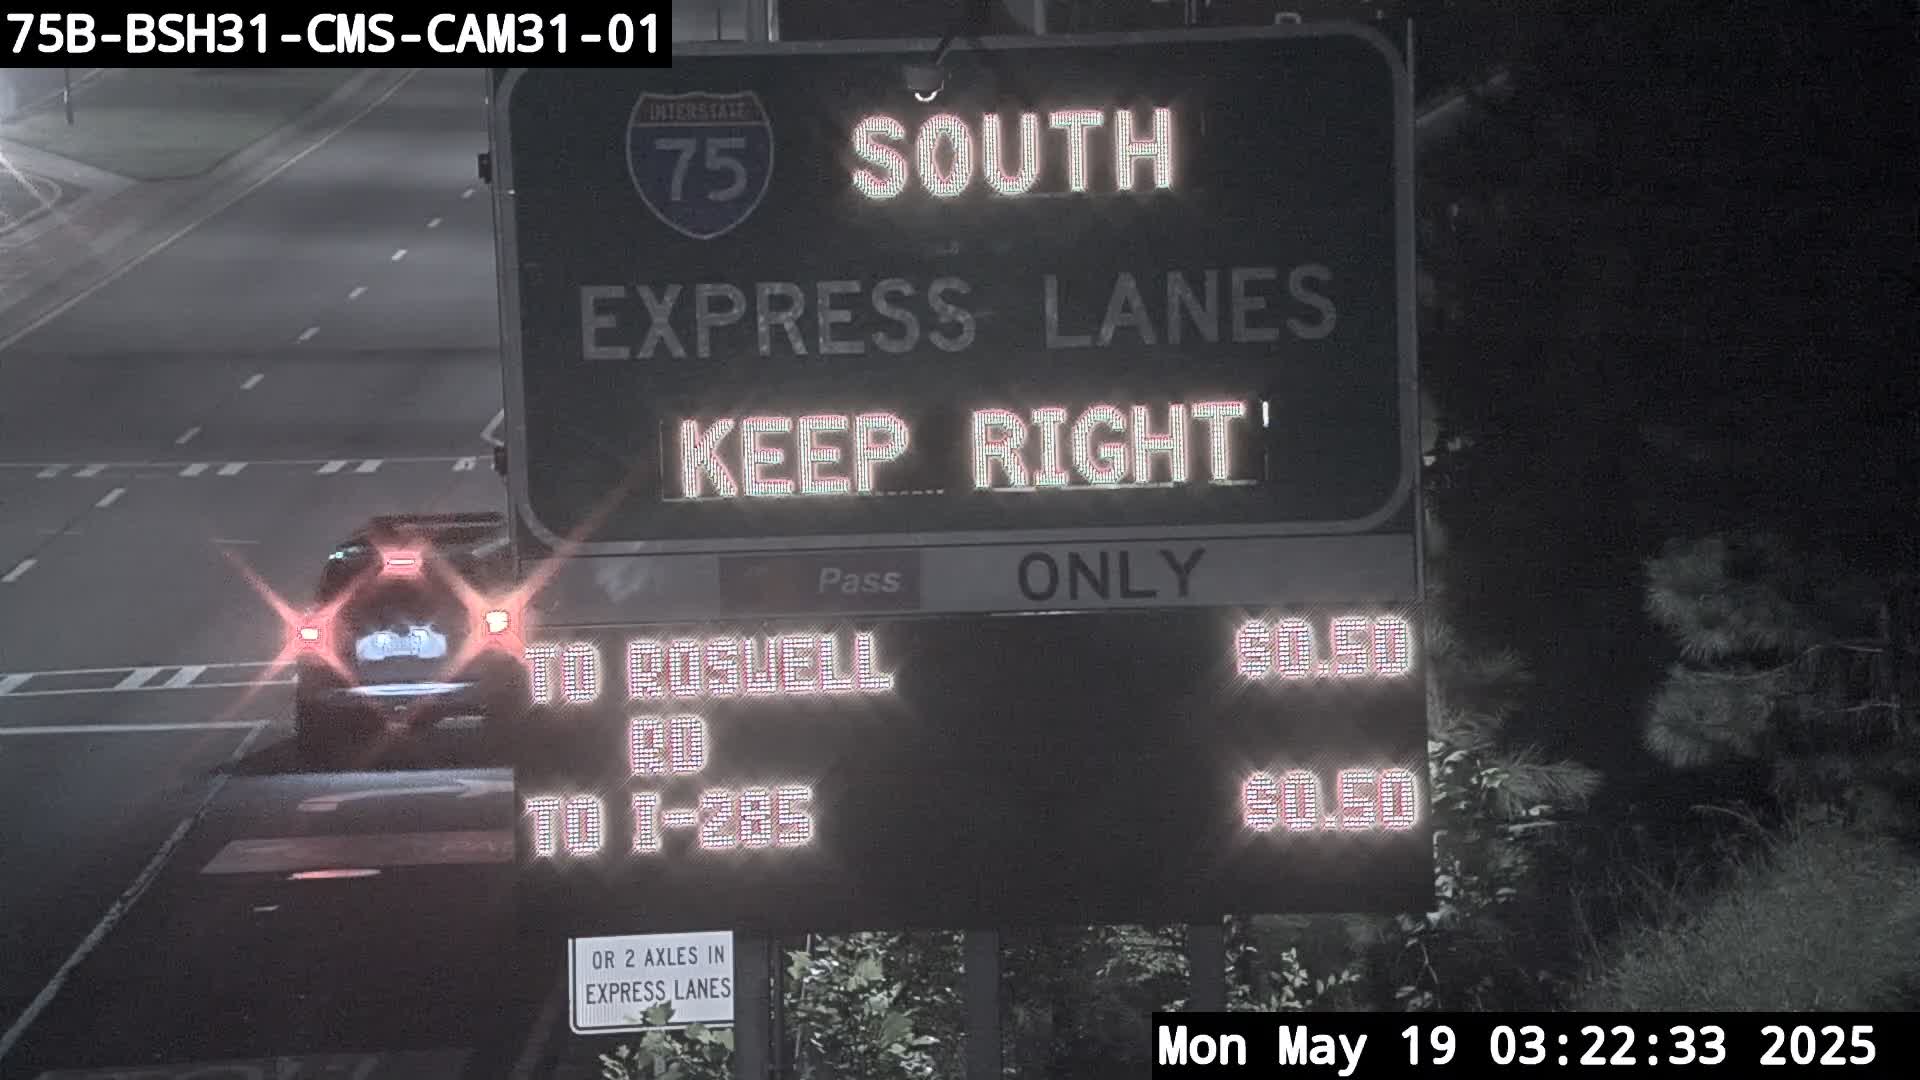 75B-BSH31-CMS-CAM31-01
INTERSTATE
75
SOUTH
EXPRESS LANES
KEEP RIGHT
Pass ONLY
TO ROSWELL $0.50
RD
TO I-285 $0.50
OR 2 AXLES IN
EXPRESS LANES
Mon May 19 03:22:33 2025